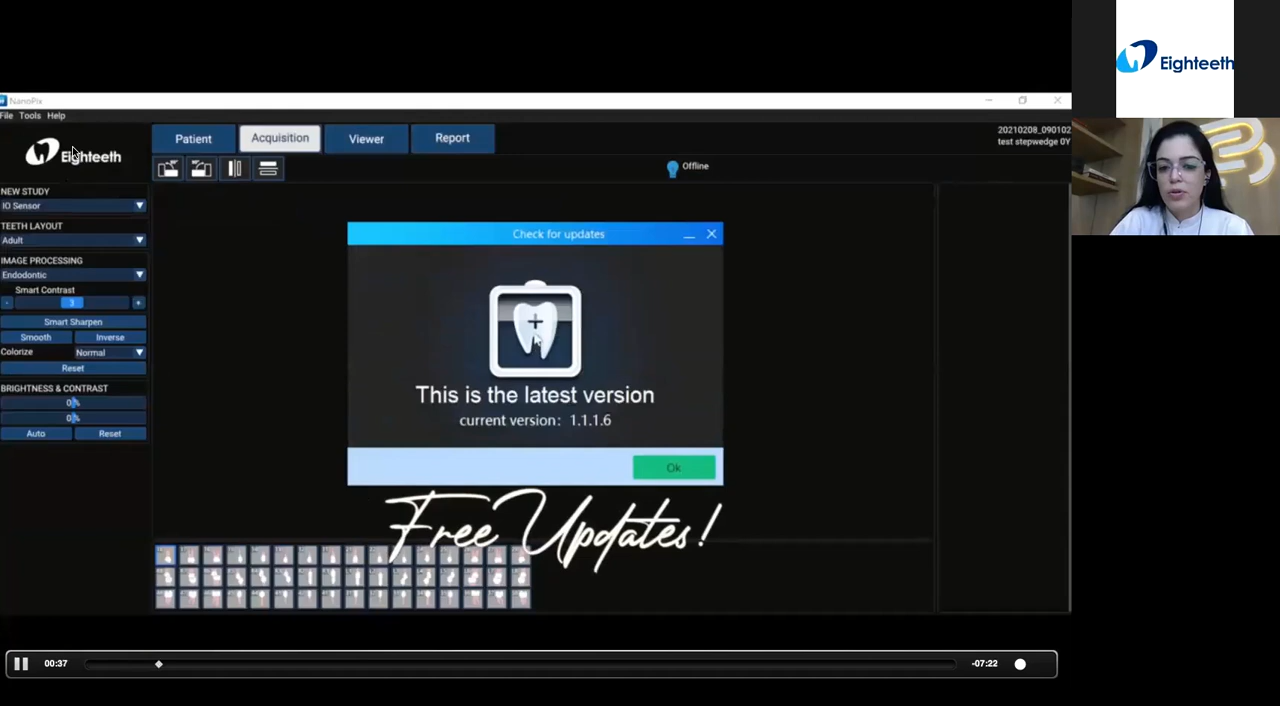 Eighteeth
NanoPix
File Tools Help
Eighteeth
Patient
Acquisition
Viewer
Report
20210208_090102
test stepwedge 0Y
Offline
NEW STUDY
IO Sensor
TEETH LAYOUT
Adult
IMAGE PROCESSING
Endodontic
Smart Contrast
- 3 +
Smart Sharpen
Smooth Inverse
Colorize Normal
Reset
BRIGHTNESS & CONTRAST
0%
0%
Auto Reset
Check for updates
This is the latest version
current version: 1.1.1.6
Ok
Free Updates!
00:37
-07:22